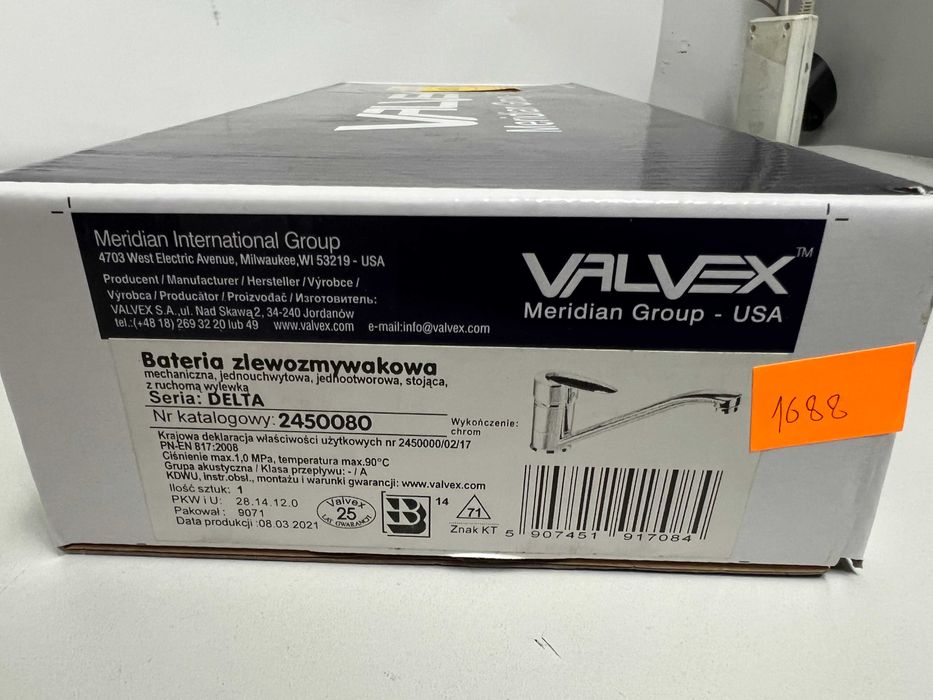 VALVEX
Meridian Group
Meridian International Group
4703 West Electric Avenue, Milwaukee,WI 53219 - USA
Producent / Manufacturer / Hersteller / Výrobce /
Výrobca / Producător / Proizvođač / Изготовитель:
VALVEX S.A.,ul. Nad Skawą 2, 34-240 Jordanów
tel.:(+48 18) 269 32 20 lub 49 www.valvex.com e-mail:info@valvex.com
VALVEX™
Meridian Group - USA
Bateria zlewozmywakowa
mechaniczna, jednouchwytowa, jednootworowa, stojąca,
z ruchomą wylewką
Seria: DELTA
Nr katalogowy: 2450080
Wykończenie:
chrom
Krajowa deklaracja właściwości użytkowych nr 2450000/02/17
PN-EN 817:2008
Ciśnienie max.1,0 MPa, temperatura max.90°C
Grupa akustyczna / Klasa przepływu: - / A
KDWU, instr.obsł., montażu i warunki gwarancji: www.valvex.com
Ilość sztuk: 1
PKW i U: 28.14.12.0
Pakował: 9071
Data produkcji :08.03.2021
Valvex
25
LAT GWARANCJI
B
14
71
Znak KT
5 907451 917084
1688